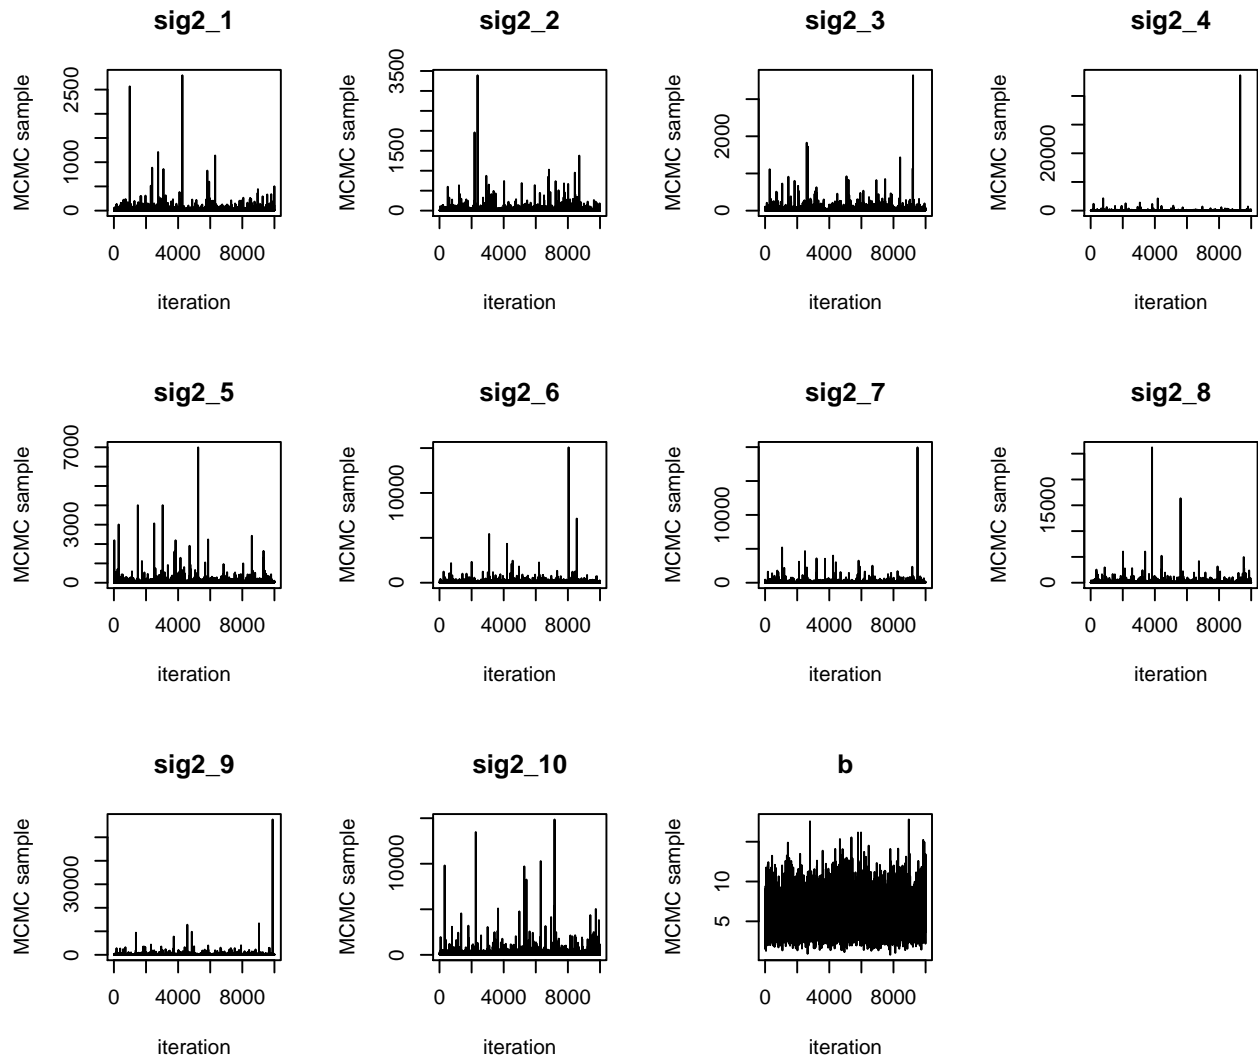 sig2_1
MCMC sample
0 1000 2500
0 4000 8000
iteration
sig2_2
MCMC sample
0 1500 3500
0 4000 8000
iteration
sig2_3
MCMC sample
0 2000
0 4000 8000
iteration
sig2_4
MCMC sample
0 20000
0 4000 8000
iteration
sig2_5
MCMC sample
0 3000 7000
0 4000 8000
iteration
sig2_6
MCMC sample
0 10000
0 4000 8000
iteration
sig2_7
MCMC sample
0 10000
0 4000 8000
iteration
sig2_8
MCMC sample
0 15000
0 4000 8000
iteration
sig2_9
MCMC sample
0 30000
0 4000 8000
iteration
sig2_10
MCMC sample
0 10000
0 4000 8000
iteration
b
MCMC sample
5 10
0 4000 8000
iteration